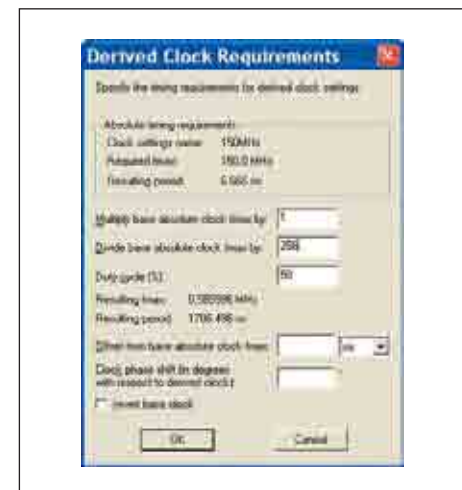 Derived Clock Requirements
Specify the timing requirements for derived clock settings
Absolute timing requirements
Clock settings name: 150MHz
Required fmax: 150.0 MHz
Resulting period: 6.666 ns
Multiply base absolute clock fmax by: 1
Divide base absolute clock fmax by: 256
Duty cycle (%): 50
Resulting fmax: 0.585996 MHz
Resulting period: 1706.496 ns
Offset from base absolute clock fmax: ns
Clock phase shift (in degrees
with respect to derived clock):
Invert base clock
OK Cancel